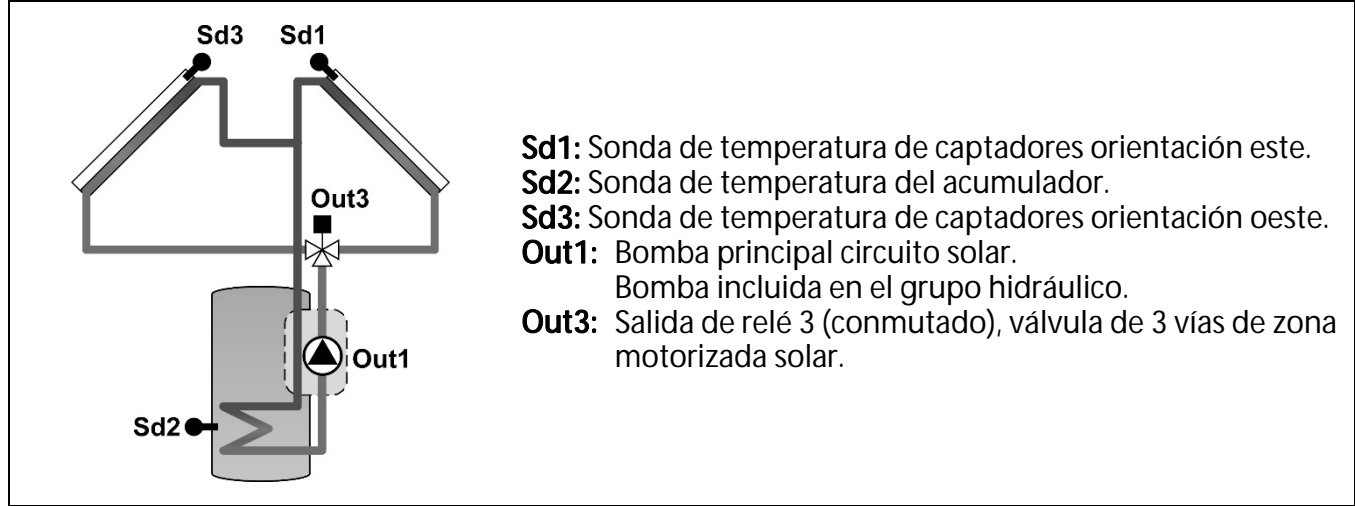 Sd3 Sd1
Out3
Out1
Sd2
Sd1: Sonda de temperatura de captadores orientación este.
Sd2: Sonda de temperatura del acumulador.
Sd3: Sonda de temperatura de captadores orientación oeste.
Out1: Bomba principal circuito solar.
Bomba incluida en el grupo hidráulico.
Out3: Salida de relé 3 (conmutado), válvula de 3 vías de zona
motorizada solar.